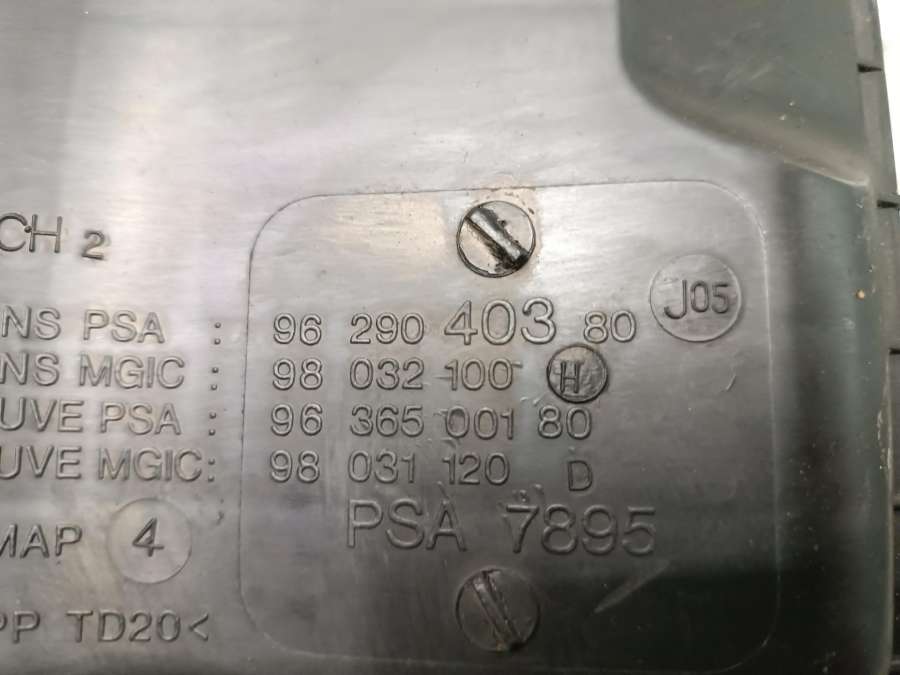 CH 2
NS PSA : 96 290 403 80 J05
NS MGIC : 98 032 100 H
UVE PSA : 96 365 001 80
UVE MGIC: 98 031 120 D
PSA 7895
MAP 4
PP TD20<